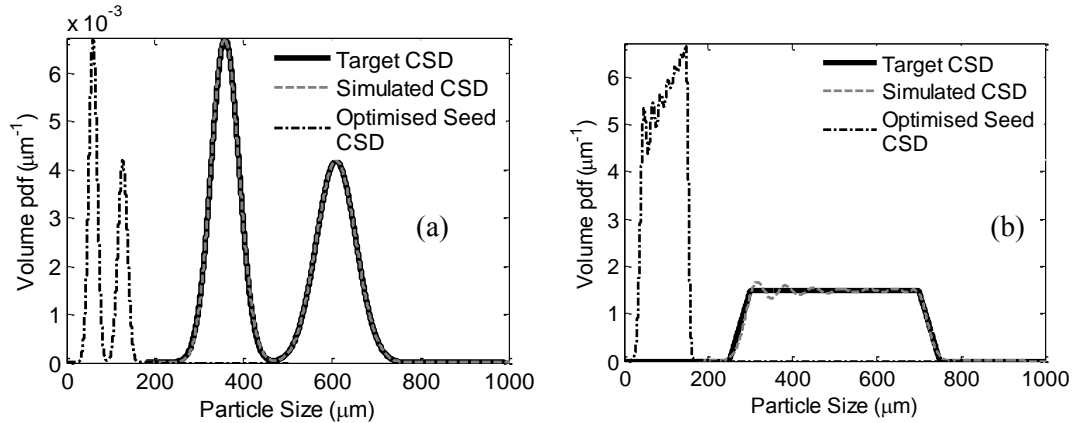 x 10⁻³
6
5
4
3
2
1
0
Volume pdf (μm⁻¹)
Target CSD
Simulated CSD
Optimised Seed
CSD
(a)
0 200 400 600 800 1000
Particle Size (μm)
6
5
4
3
2
1
0
Volume pdf (μm⁻¹)
Target CSD
Simulated CSD
Optimised Seed
CSD
(b)
0 200 400 600 800 1000
Particle Size (μm)